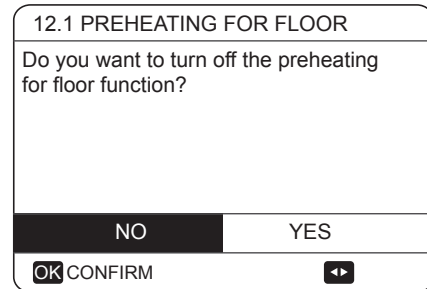 12.1 PREHEATING FOR FLOOR
Do you want to turn off the preheating
for floor function?
NO YES
OK CONFIRM